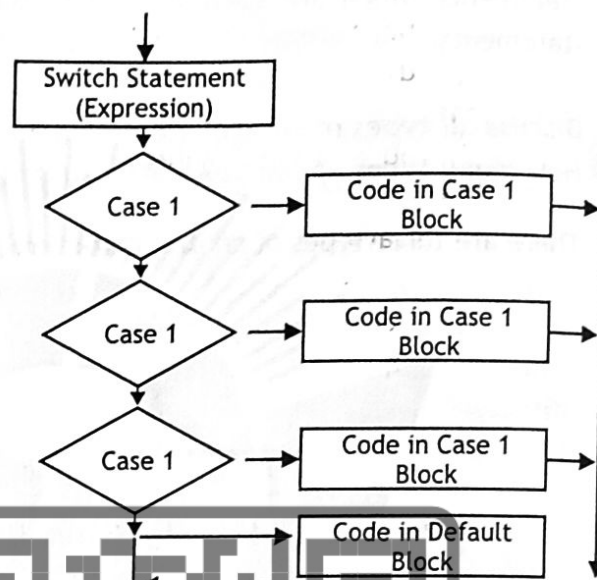 Switch Statement
(Expression)
Case 1
Code in Case 1
Block
Case 1
Code in Case 1
Block
Case 1
Code in Case 1
Block
Code in Default
Block